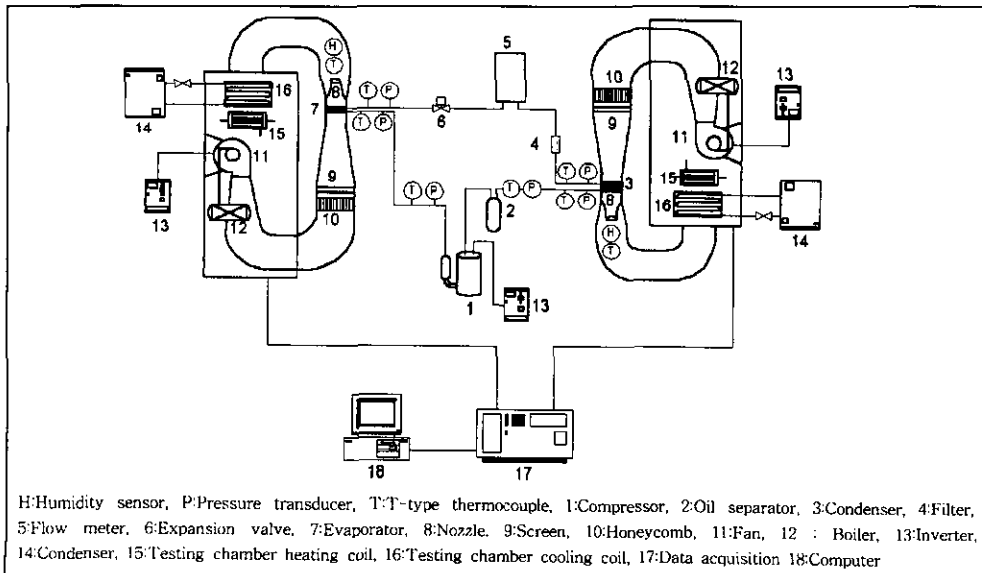 5
H
T
8
7
T
P
T
P
6
16
14
15
11
9
10
12
13
4
T
P
T
P
2
1
13
T
P
T
P
3
8
H
T
10
9
12
13
11
15
16
14
18
17
H:Humidity sensor, P:Pressure transducer, T:T-type thermocouple, 1:Compressor, 2:Oil separator, 3:Condenser, 4:Filter,
5:Flow meter, 6:Expansion valve, 7:Evaporator, 8:Nozzle. 9:Screen, 10:Honeycomb, 11:Fan, 12 : Boiler, 13:Inverter,
14:Condenser, 15:Testing chamber heating coil, 16:Testing chamber cooling coil, 17:Data acquisition 18:Computer